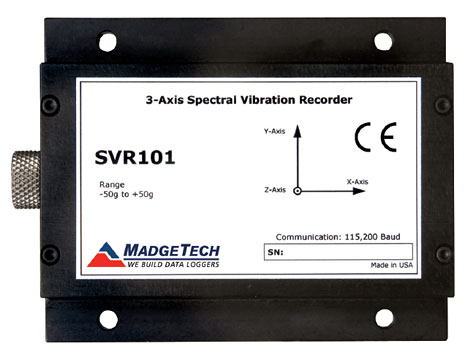 3-Axis Spectral Vibration Recorder
Y-Axis
CE
SVR101
Z-Axis
X-Axis
Range
-50g to +50g
Communication: 115,200 Baud
MADGETECH
WE BUILD DATA LOGGERS
SN:
Made in USA